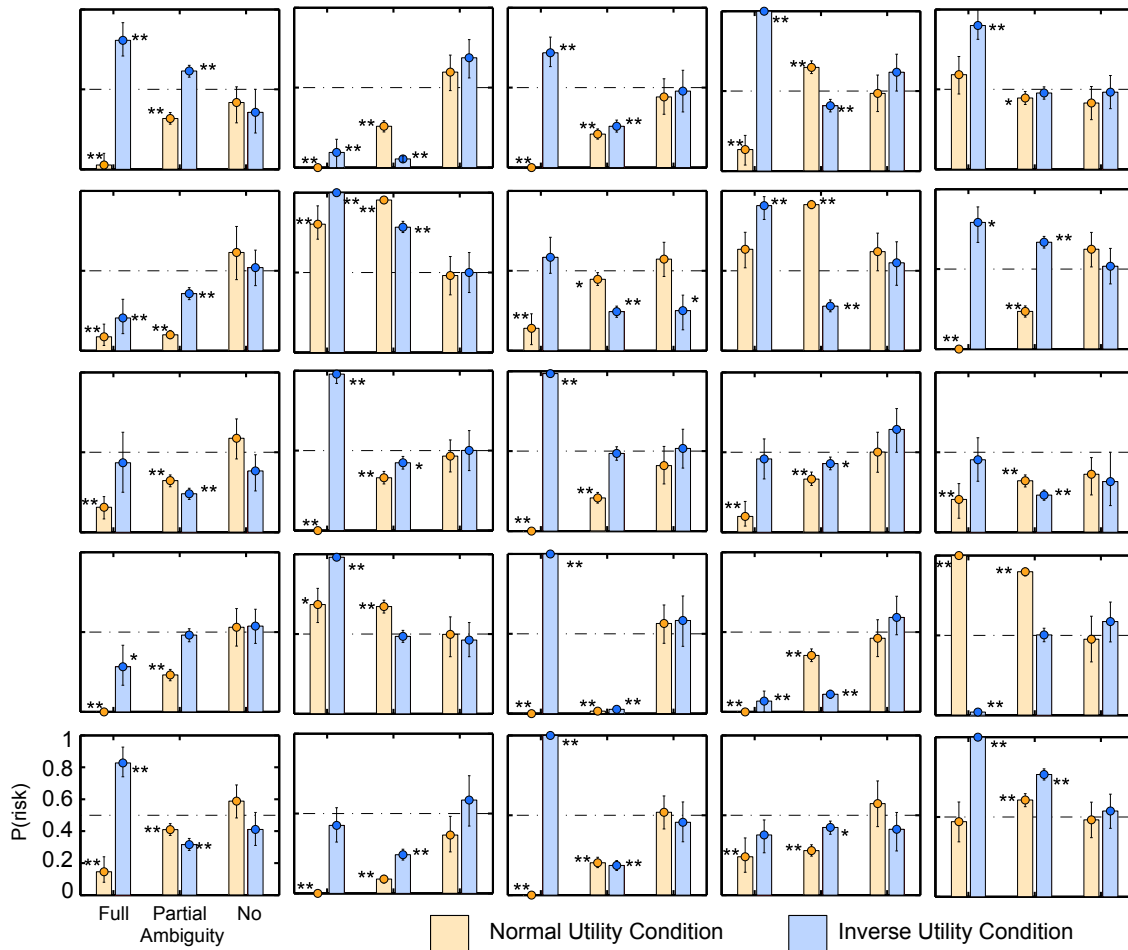 1
0.8
0.6
0.4
0.2
0
P(risk)
Full Partial No
Ambiguity
Normal Utility Condition
Inverse Utility Condition